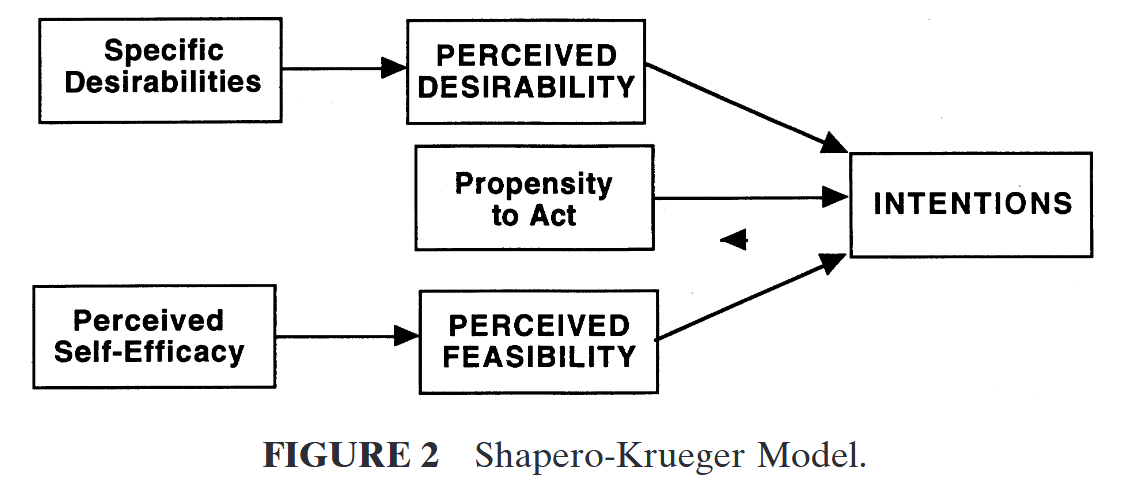 Specific
Desirabilities
PERCEIVED
DESIRABILITY
Propensity
to Act
INTENTIONS
Perceived
Self-Efficacy
PERCEIVED
FEASIBILITY
FIGURE 2 Shapero-Krueger Model.